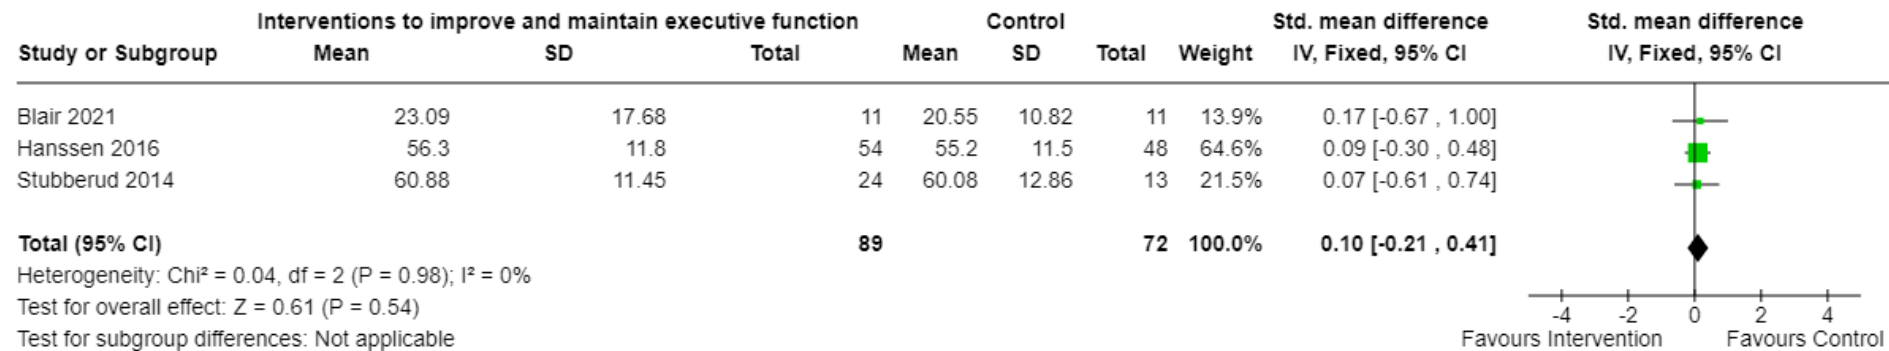 Interventions to improve and maintain executive function Control Std. mean difference Std. mean difference
Study or Subgroup Mean SD Total Mean SD Total Weight IV, Fixed, 95% CI IV, Fixed, 95% CI
Blair 2021 23.09 17.68 11 20.55 10.82 11 13.9% 0.17 [-0.67 , 1.00]
Hanssen 2016 56.3 11.8 54 55.2 11.5 48 64.6% 0.09 [-0.30 , 0.48]
Stubberud 2014 60.88 11.45 24 60.08 12.86 13 21.5% 0.07 [-0.61 , 0.74]
Total (95% CI) 89 72 100.0% 0.10 [-0.21 , 0.41]
Heterogeneity: Chi² = 0.04, df = 2 (P = 0.98); I² = 0%
Test for overall effect: Z = 0.61 (P = 0.54)
Test for subgroup differences: Not applicable
-4 -2 0 2 4
Favours Intervention Favours Control